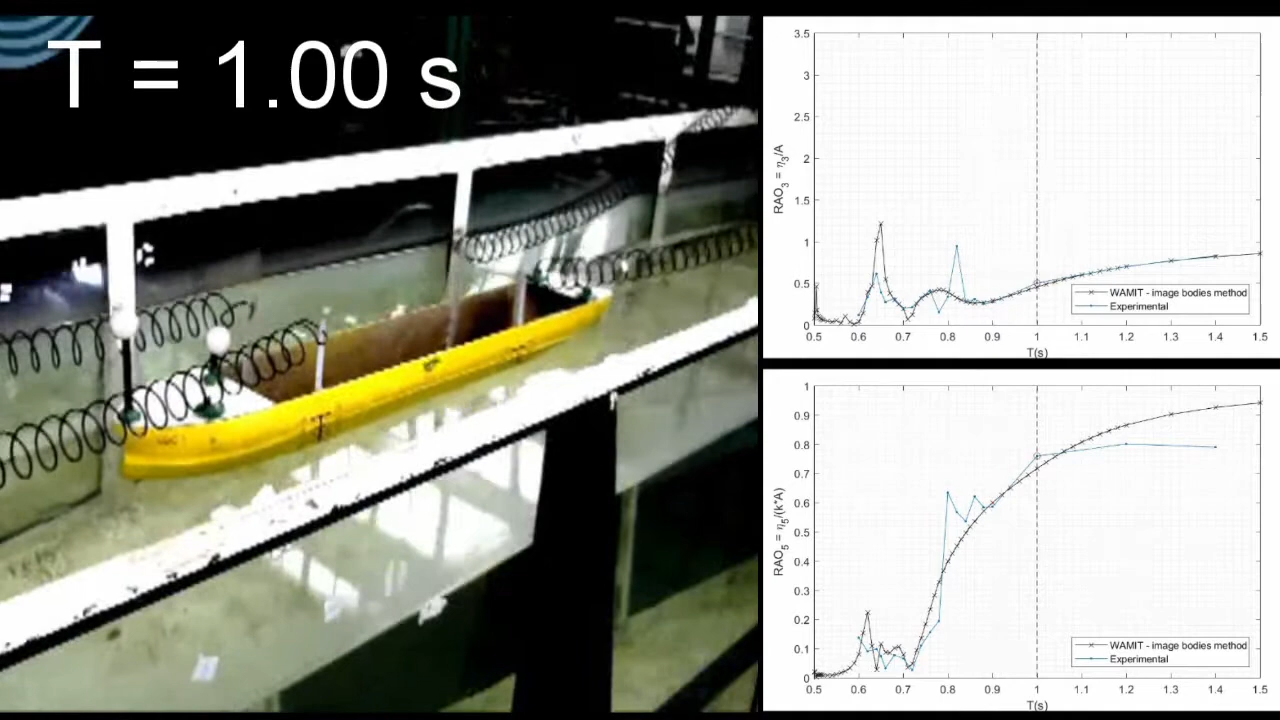 T = 1.00 s
3.5
3
2.5
2
1.5
1
0.5
0
RAO3 = η3/A
0.5 0.6 0.7 0.8 0.9 1 1.1 1.2 1.3 1.4 1.5
T(s)
WAMIT - image bodies method
Experimental
1
0.9
0.8
0.7
0.6
0.5
0.4
0.3
0.2
0.1
0
RAO5 = η5/(k*A)
0.5 0.6 0.7 0.8 0.9 1 1.1 1.2 1.3 1.4 1.5
T(s)
WAMIT - image bodies method
Experimental